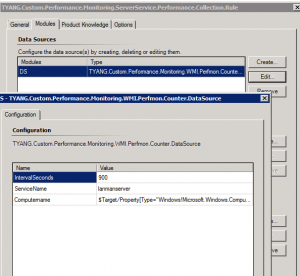 TYANG.Custom.Performance.Monitoring.ServerService.Performance.Collection.Rule
General Modules Product Knowledge Options
Data Sources
Configure the data source(s) by creating, deleting or editing them.
Modules Type
DS TYANG.Custom.Performance.Monitoring.WMI.Perfmon.Counte...
Create...
Edit...
Remove
S - TYANG.Custom.Performance.Monitoring.WMI.Perfmon.Counter.DataSource
Configuration
Configuration
TYANG.Custom.Performance.Monitoring.WMI.Perfmon.Counter.DataSource
Name Value
IntervalSeconds 900
ServiceName lanmanserver
Computername $Target/Property[Type="Windows!Microsoft.Windows.Compu...